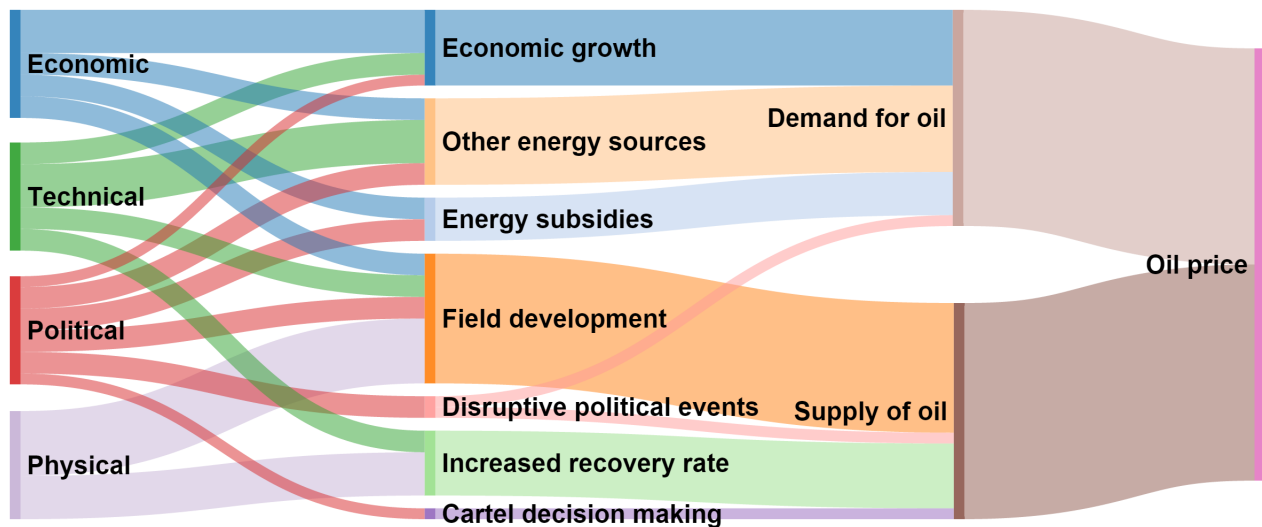 Economic
Technical
Political
Physical
Economic growth
Other energy sources
Energy subsidies
Field development
Disruptive political events
Increased recovery rate
Cartel decision making
Demand for oil
Supply of oil
Oil price